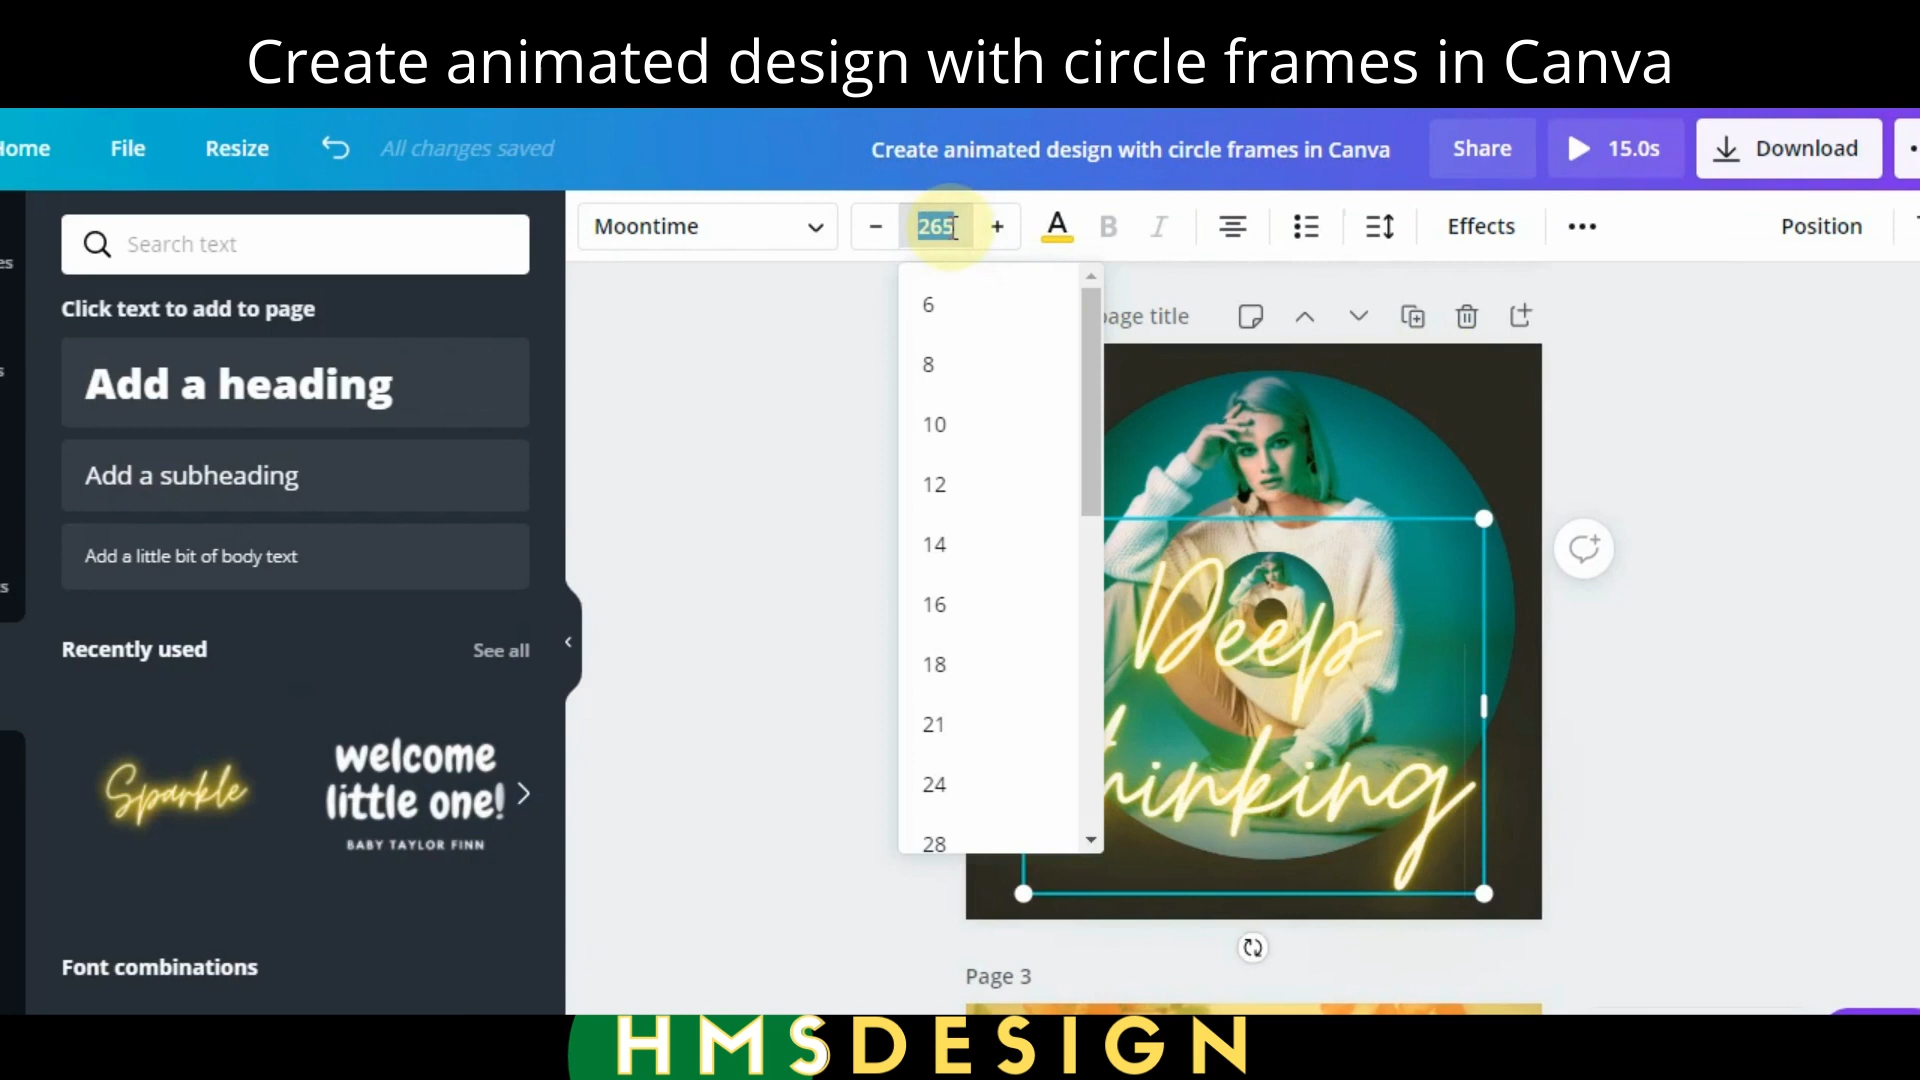 Create animated design with circle frames in Canva
Home File Resize All changes saved Create animated design with circle frames in Canva Share 15.0s Download
Moontime 265 A B I Effects Position
Search text
Click text to add to page
Add a heading
Add a subheading
Add a little bit of body text
Recently used See all
Sparkle
welcome
little one!
BABY TAYLOR FINN
Font combinations
6
8
10
12
14
16
18
21
24
28
page title
Deep
thinking
Page 3
HMSDESIGN